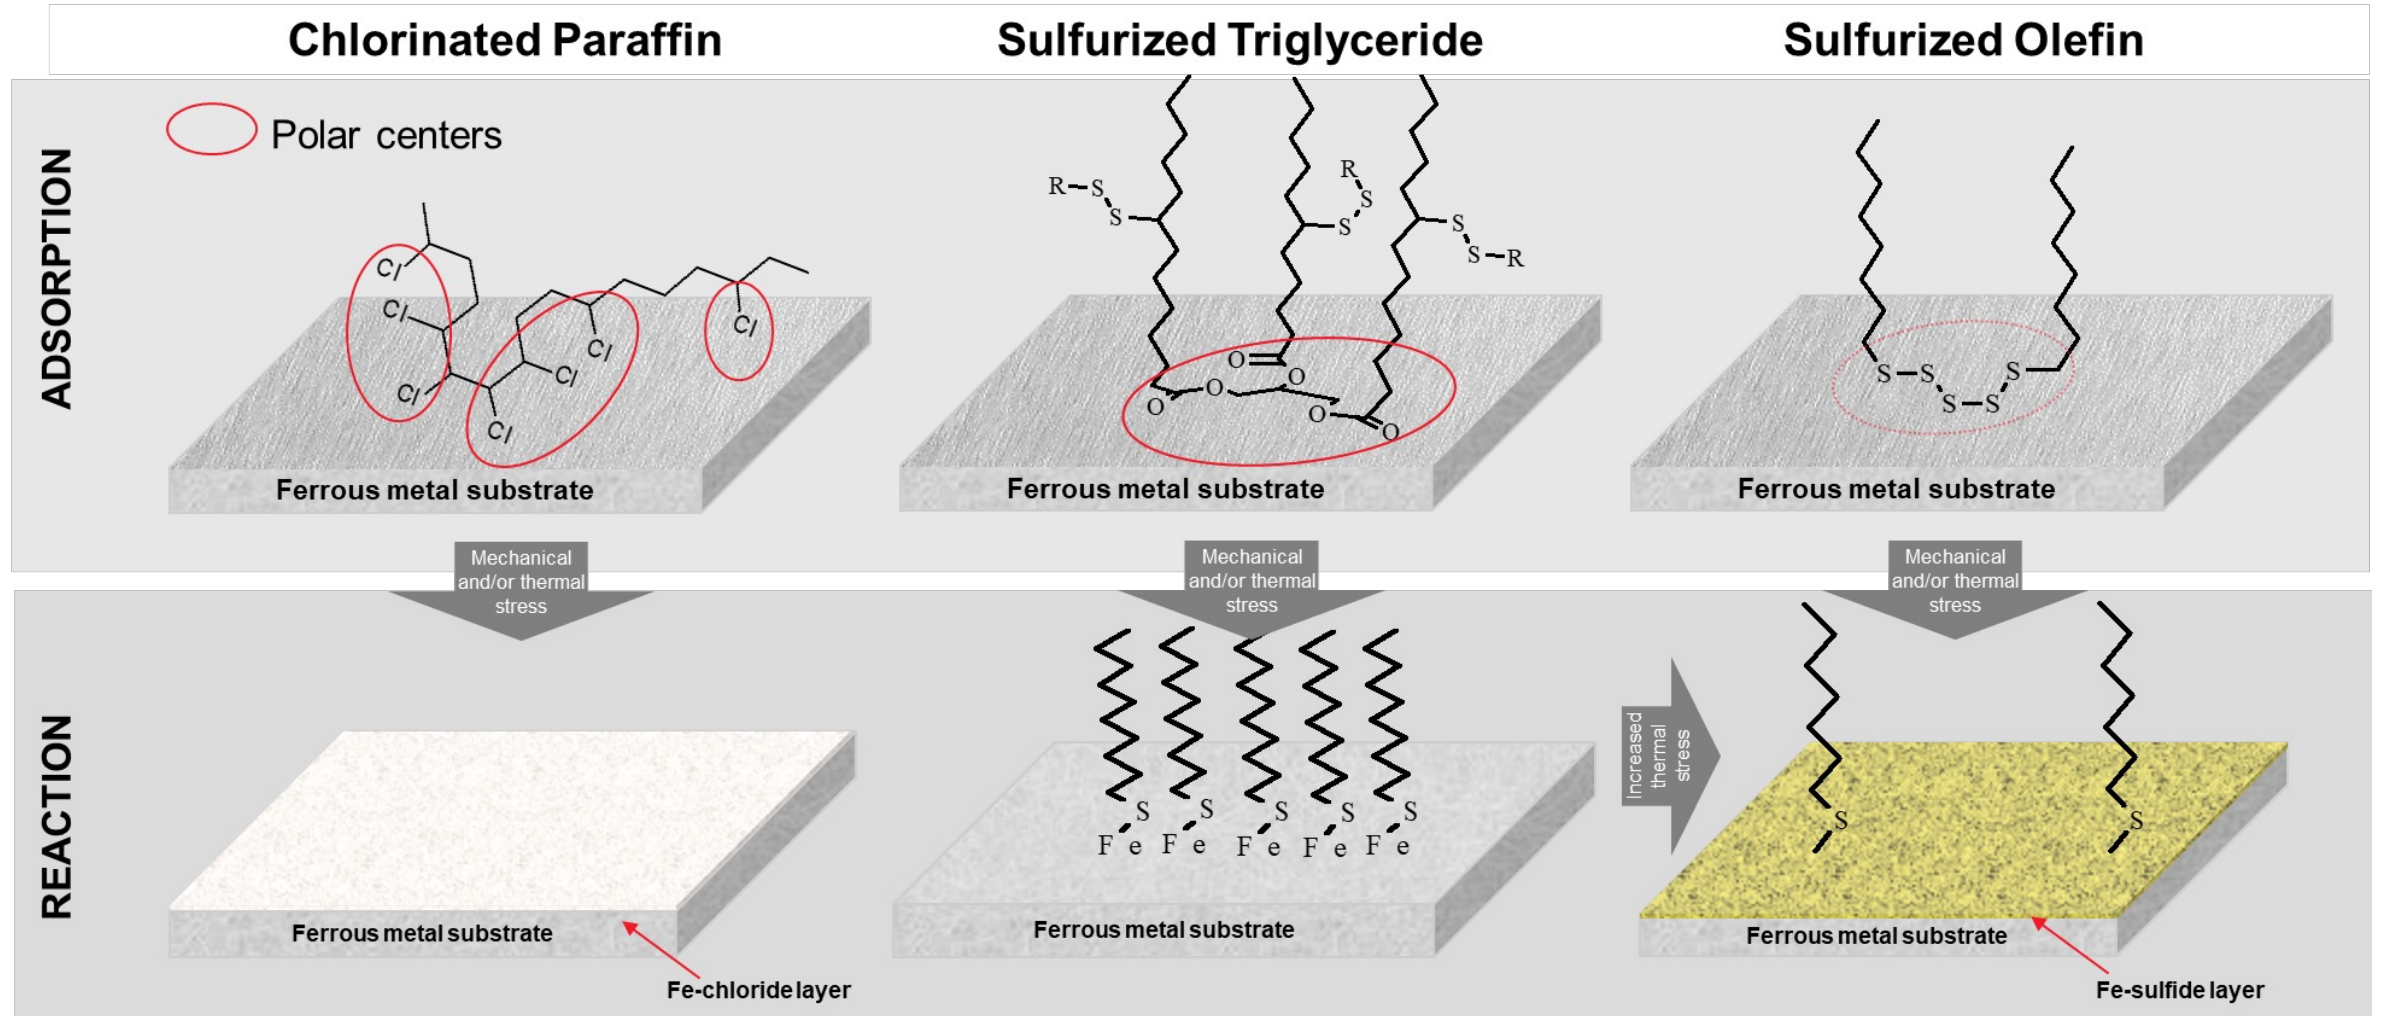 Chlorinated Paraffin
Sulfurized Triglyceride
Sulfurized Olefin
ADSORPTION
Polar centers
Cl
Cl
Cl
Cl
Cl
Cl
Cl
Ferrous metal substrate
R S
S
R
S
S
S
S R
O
O
O
O
O
O
Ferrous metal substrate
S S S
S S
Ferrous metal substrate
Mechanical
and/or thermal
stress
Mechanical
and/or thermal
stress
Mechanical
and/or thermal
stress
REACTION
Ferrous metal substrate
Fe-chloride layer
S S S S S
F e F e F e F e F e
Ferrous metal substrate
Increased
thermal
stress
S S
Ferrous metal substrate
Fe-sulfide layer